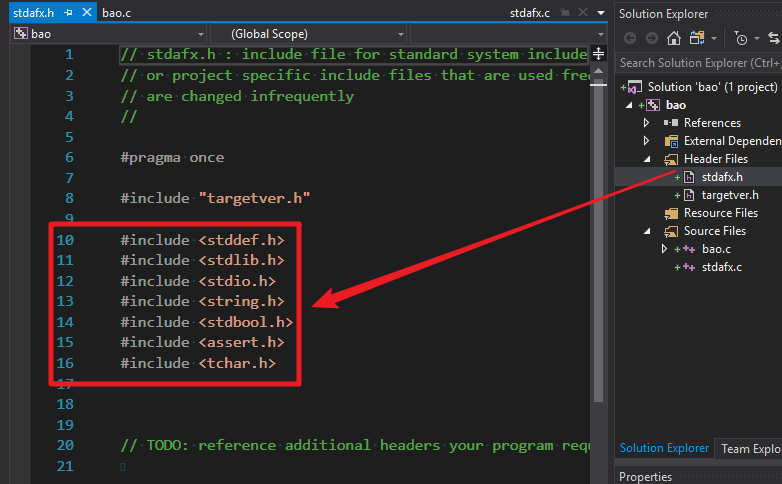 stdafx.h bao.c stdafx.c
bao (Global Scope)
1 // stdafx.h : include file for standard system include
2 // or project specific include files that are used fre
3 // are changed infrequently
4 //
5
6 #pragma once
7
8 #include "targetver.h"
9
10 #include <stddef.h>
11 #include <stdlib.h>
12 #include <stdio.h>
13 #include <string.h>
14 #include <stdbool.h>
15 #include <assert.h>
16 #include <tchar.h>
17
18
19
20 // TODO: reference additional headers your program requ
21
Solution Explorer
Search Solution Explorer (Ctrl+;
Solution 'bao' (1 project)
bao
References
External Dependen
Header Files
stdafx.h
targetver.h
Resource Files
Source Files
bao.c
stdafx.c
Solution Explorer Team Explo
Properties